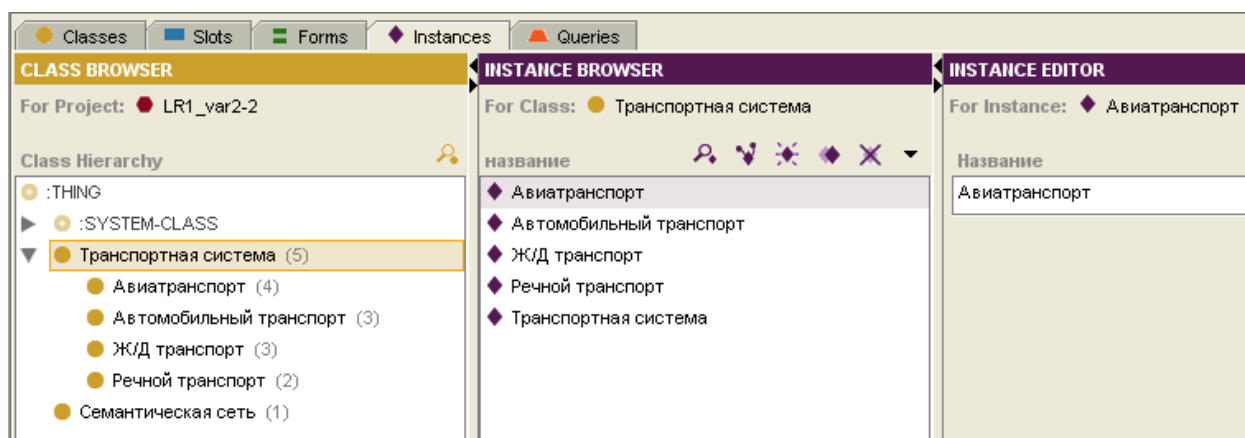 Classes Slots Forms Instances Queries
CLASS BROWSER
For Project: LR1_var2-2
Class Hierarchy
:THING
:SYSTEM-CLASS
Транспортная система (5)
Авиатранспорт (4)
Автомобильный транспорт (3)
Ж/Д транспорт (3)
Речной транспорт (2)
Семантическая сеть (1)
INSTANCE BROWSER
For Class: Транспортная система
название
Авиатранспорт
Автомобильный транспорт
Ж/Д транспорт
Речной транспорт
Транспортная система
INSTANCE EDITOR
For Instance: Авиатранспорт
Название
Авиатранспорт